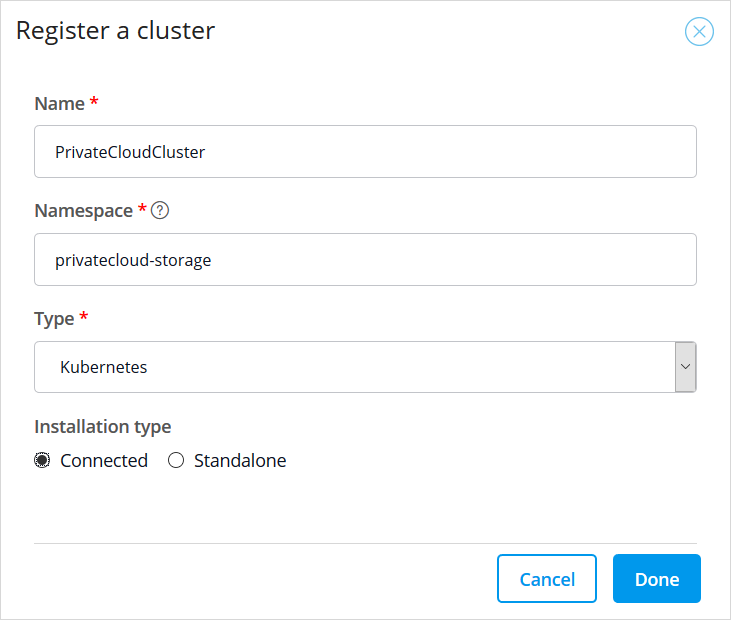 Register a cluster
Name *
PrivateCloudCluster
Namespace * ?
privatecloud-storage
Type *
Kubernetes
Installation type
Connected Standalone
Cancel Done